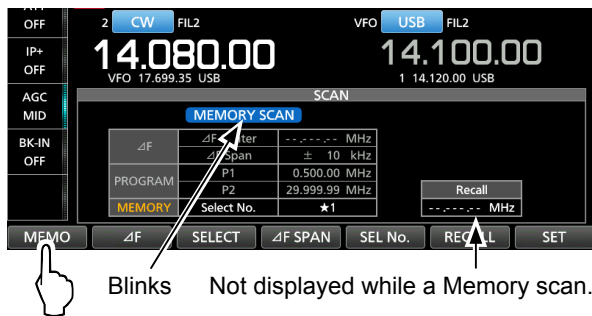 ATT
OFF
2 CW FIL2 VFO USB FIL2
IP+
OFF
14.080.00 14.100.00
VFO 17.699.35 USB 1 14.120.00 USB
AGC
MID
SCAN
MEMORY SCAN
BK-IN
OFF
⊿F ⊿F --.---.-- MHz
⊿F Span ± 10 kHz
PROGRAM P1 0.500.00 MHz
P2 29.999.99 MHz
MEMORY Select No. ★1
Recall
--.---.-- MHz
MEMO ⊿F SELECT ⊿F SPAN SEL No. RECALL SET
Blinks Not displayed while a Memory scan.